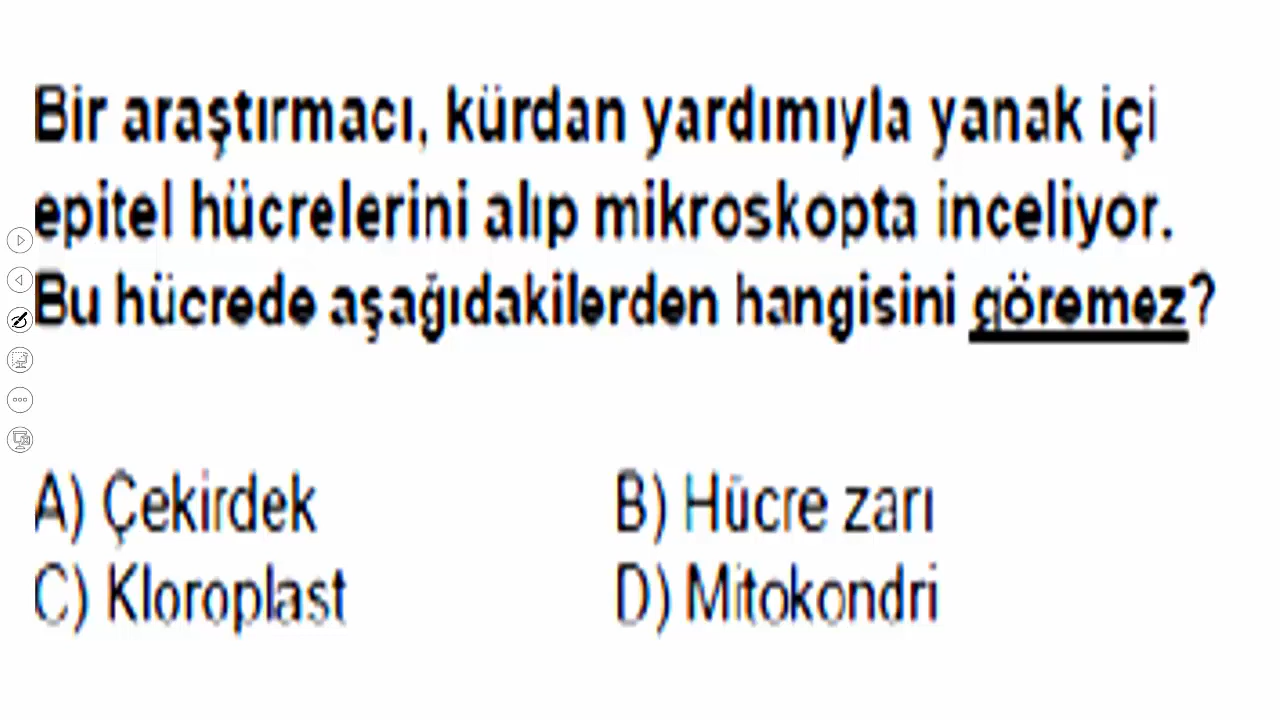 Bir araştırmacı, kürdan yardımıyla yanak içi
epitel hücrelerini alıp mikroskopta inceliyor.
Bu hücrede aşağıdakilerden hangisini göremez?
A) Çekirdek B) Hücre zarı
C) Kloroplast D) Mitokondri